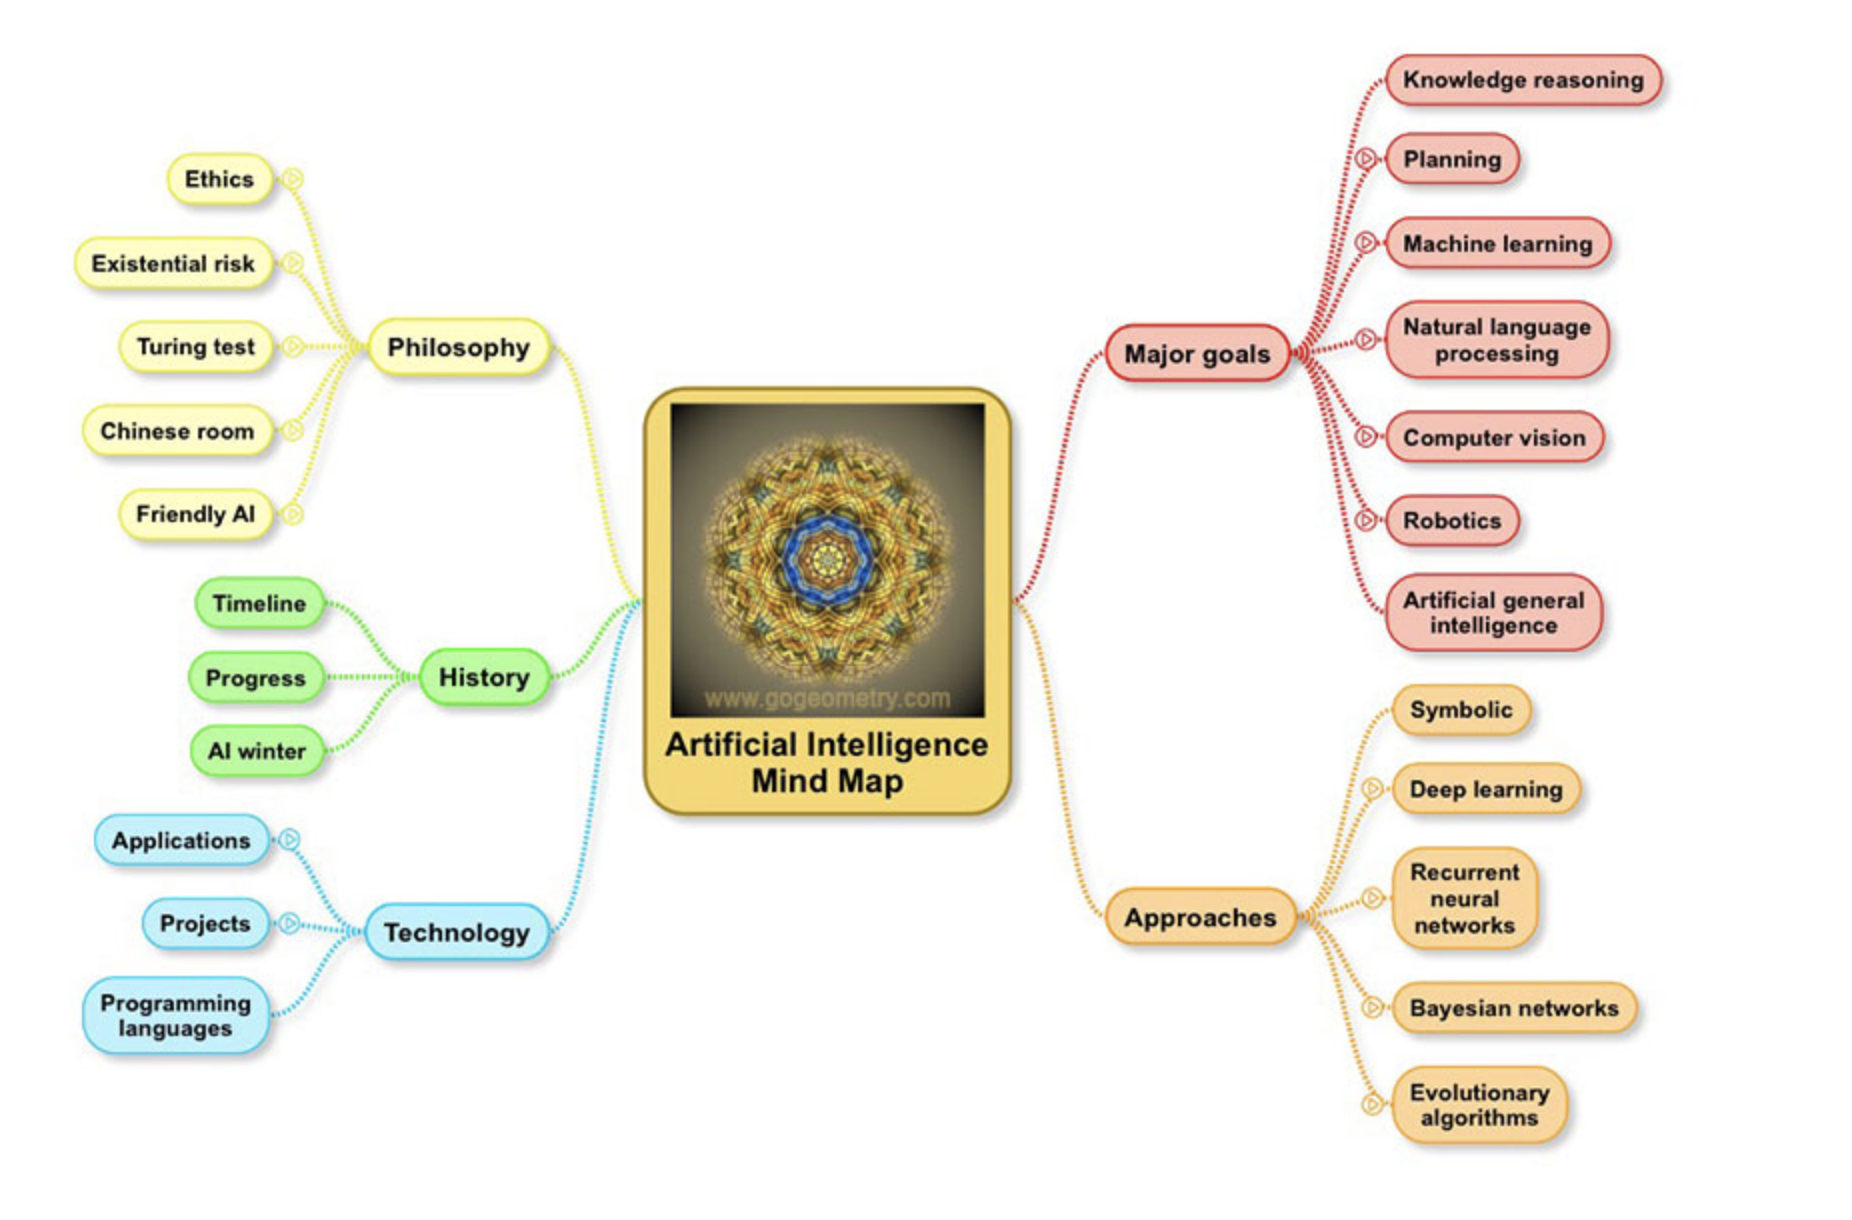 Ethics
Existential risk
Turing test
Chinese room
Friendly AI
Philosophy
Timeline
Progress
AI winter
History
Applications
Projects
Programming
languages
Technology
www.gogeometry.com
Artificial Intelligence
Mind Map
Major goals
Knowledge reasoning
Planning
Machine learning
Natural language
processing
Computer vision
Robotics
Artificial general
intelligence
Approaches
Symbolic
Deep learning
Recurrent
neural
networks
Bayesian networks
Evolutionary
algorithms